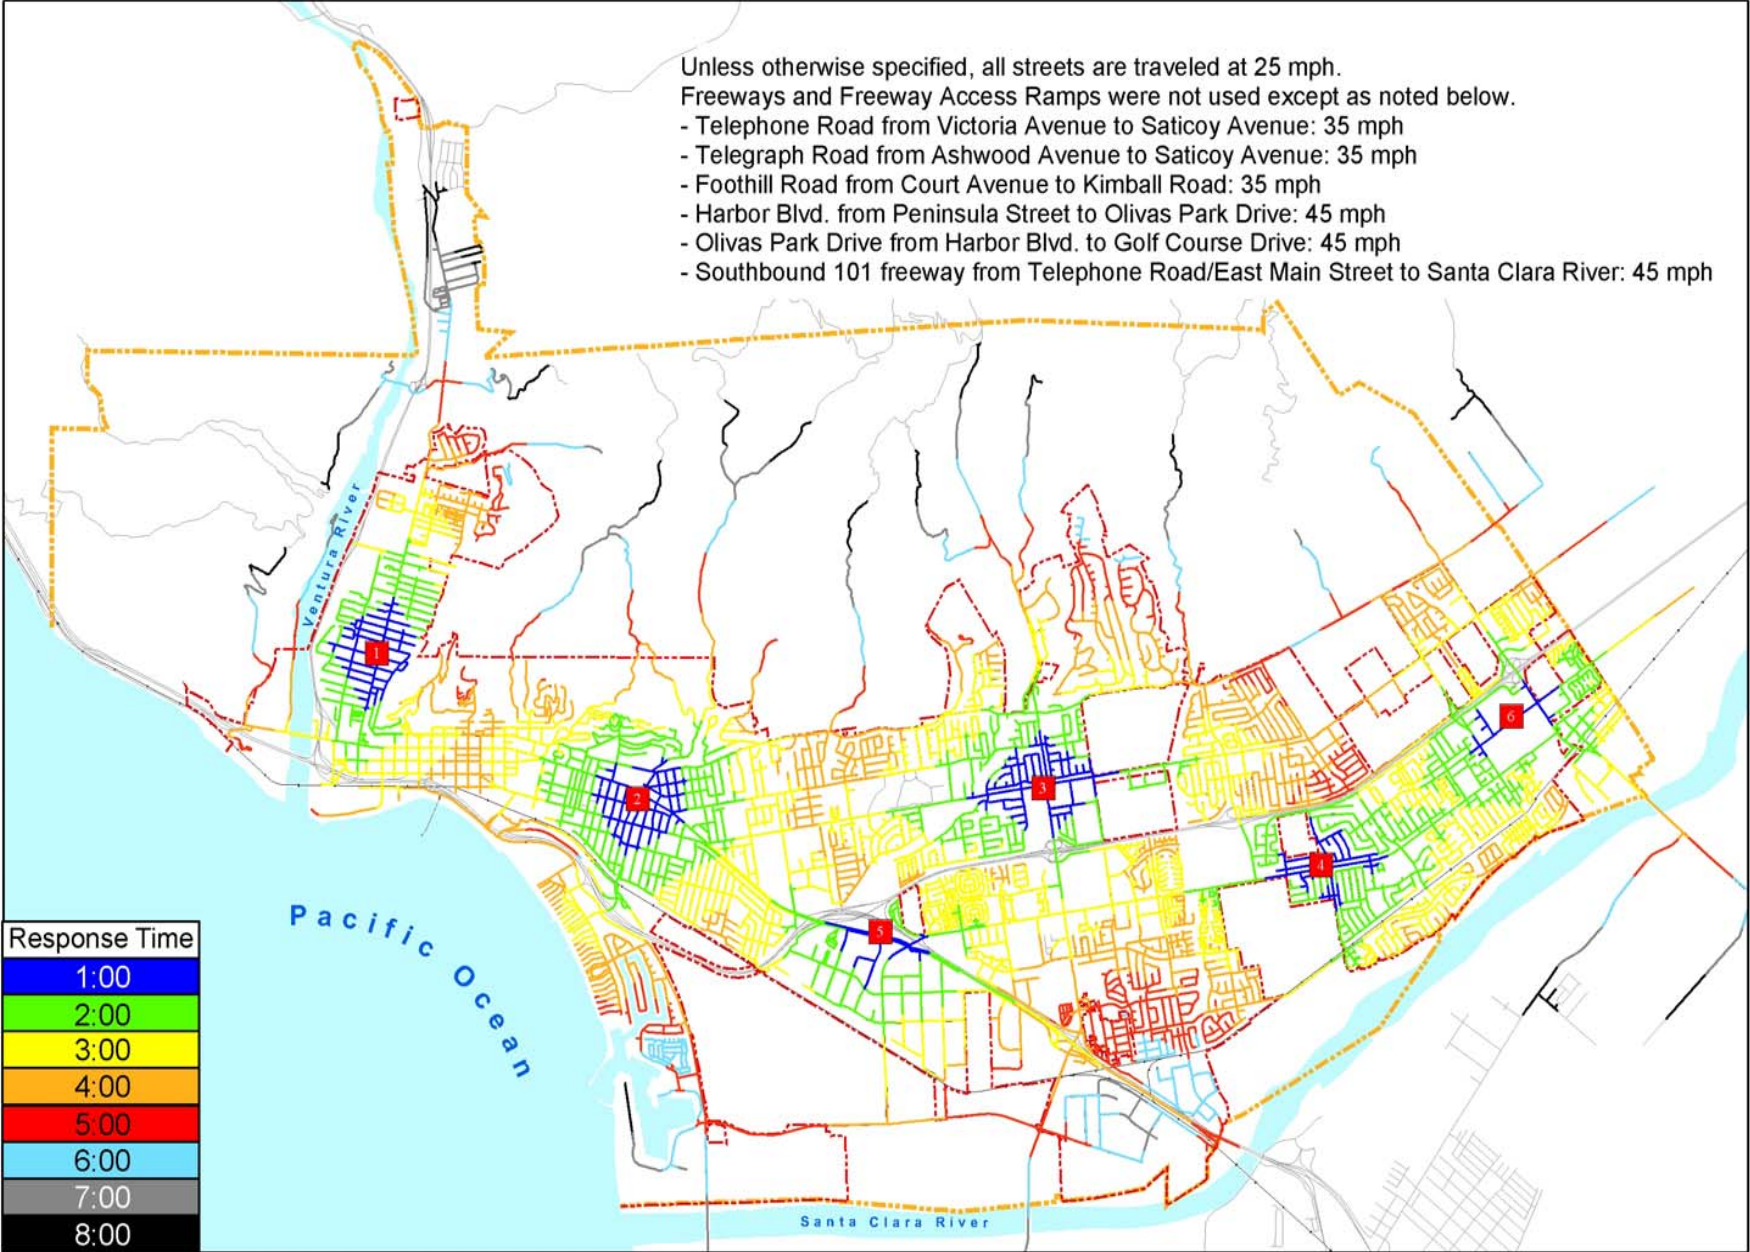 Unless otherwise specified, all streets are traveled at 25 mph.
Freeways and Freeway Access Ramps were not used except as noted below.
- Telephone Road from Victoria Avenue to Saticoy Avenue: 35 mph
- Telegraph Road from Ashwood Avenue to Saticoy Avenue: 35 mph
- Foothill Road from Court Avenue to Kimball Road: 35 mph
- Harbor Blvd. from Peninsula Street to Olivas Park Drive: 45 mph
- Olivas Park Drive from Harbor Blvd. to Golf Course Drive: 45 mph
- Southbound 101 freeway from Telephone Road/East Main Street to Santa Clara River: 45 mph
Ventura River
1
2
3
4
5
6
Pacific Ocean
Santa Clara River
Response Time
1:00
2:00
3:00
4:00
5:00
6:00
7:00
8:00